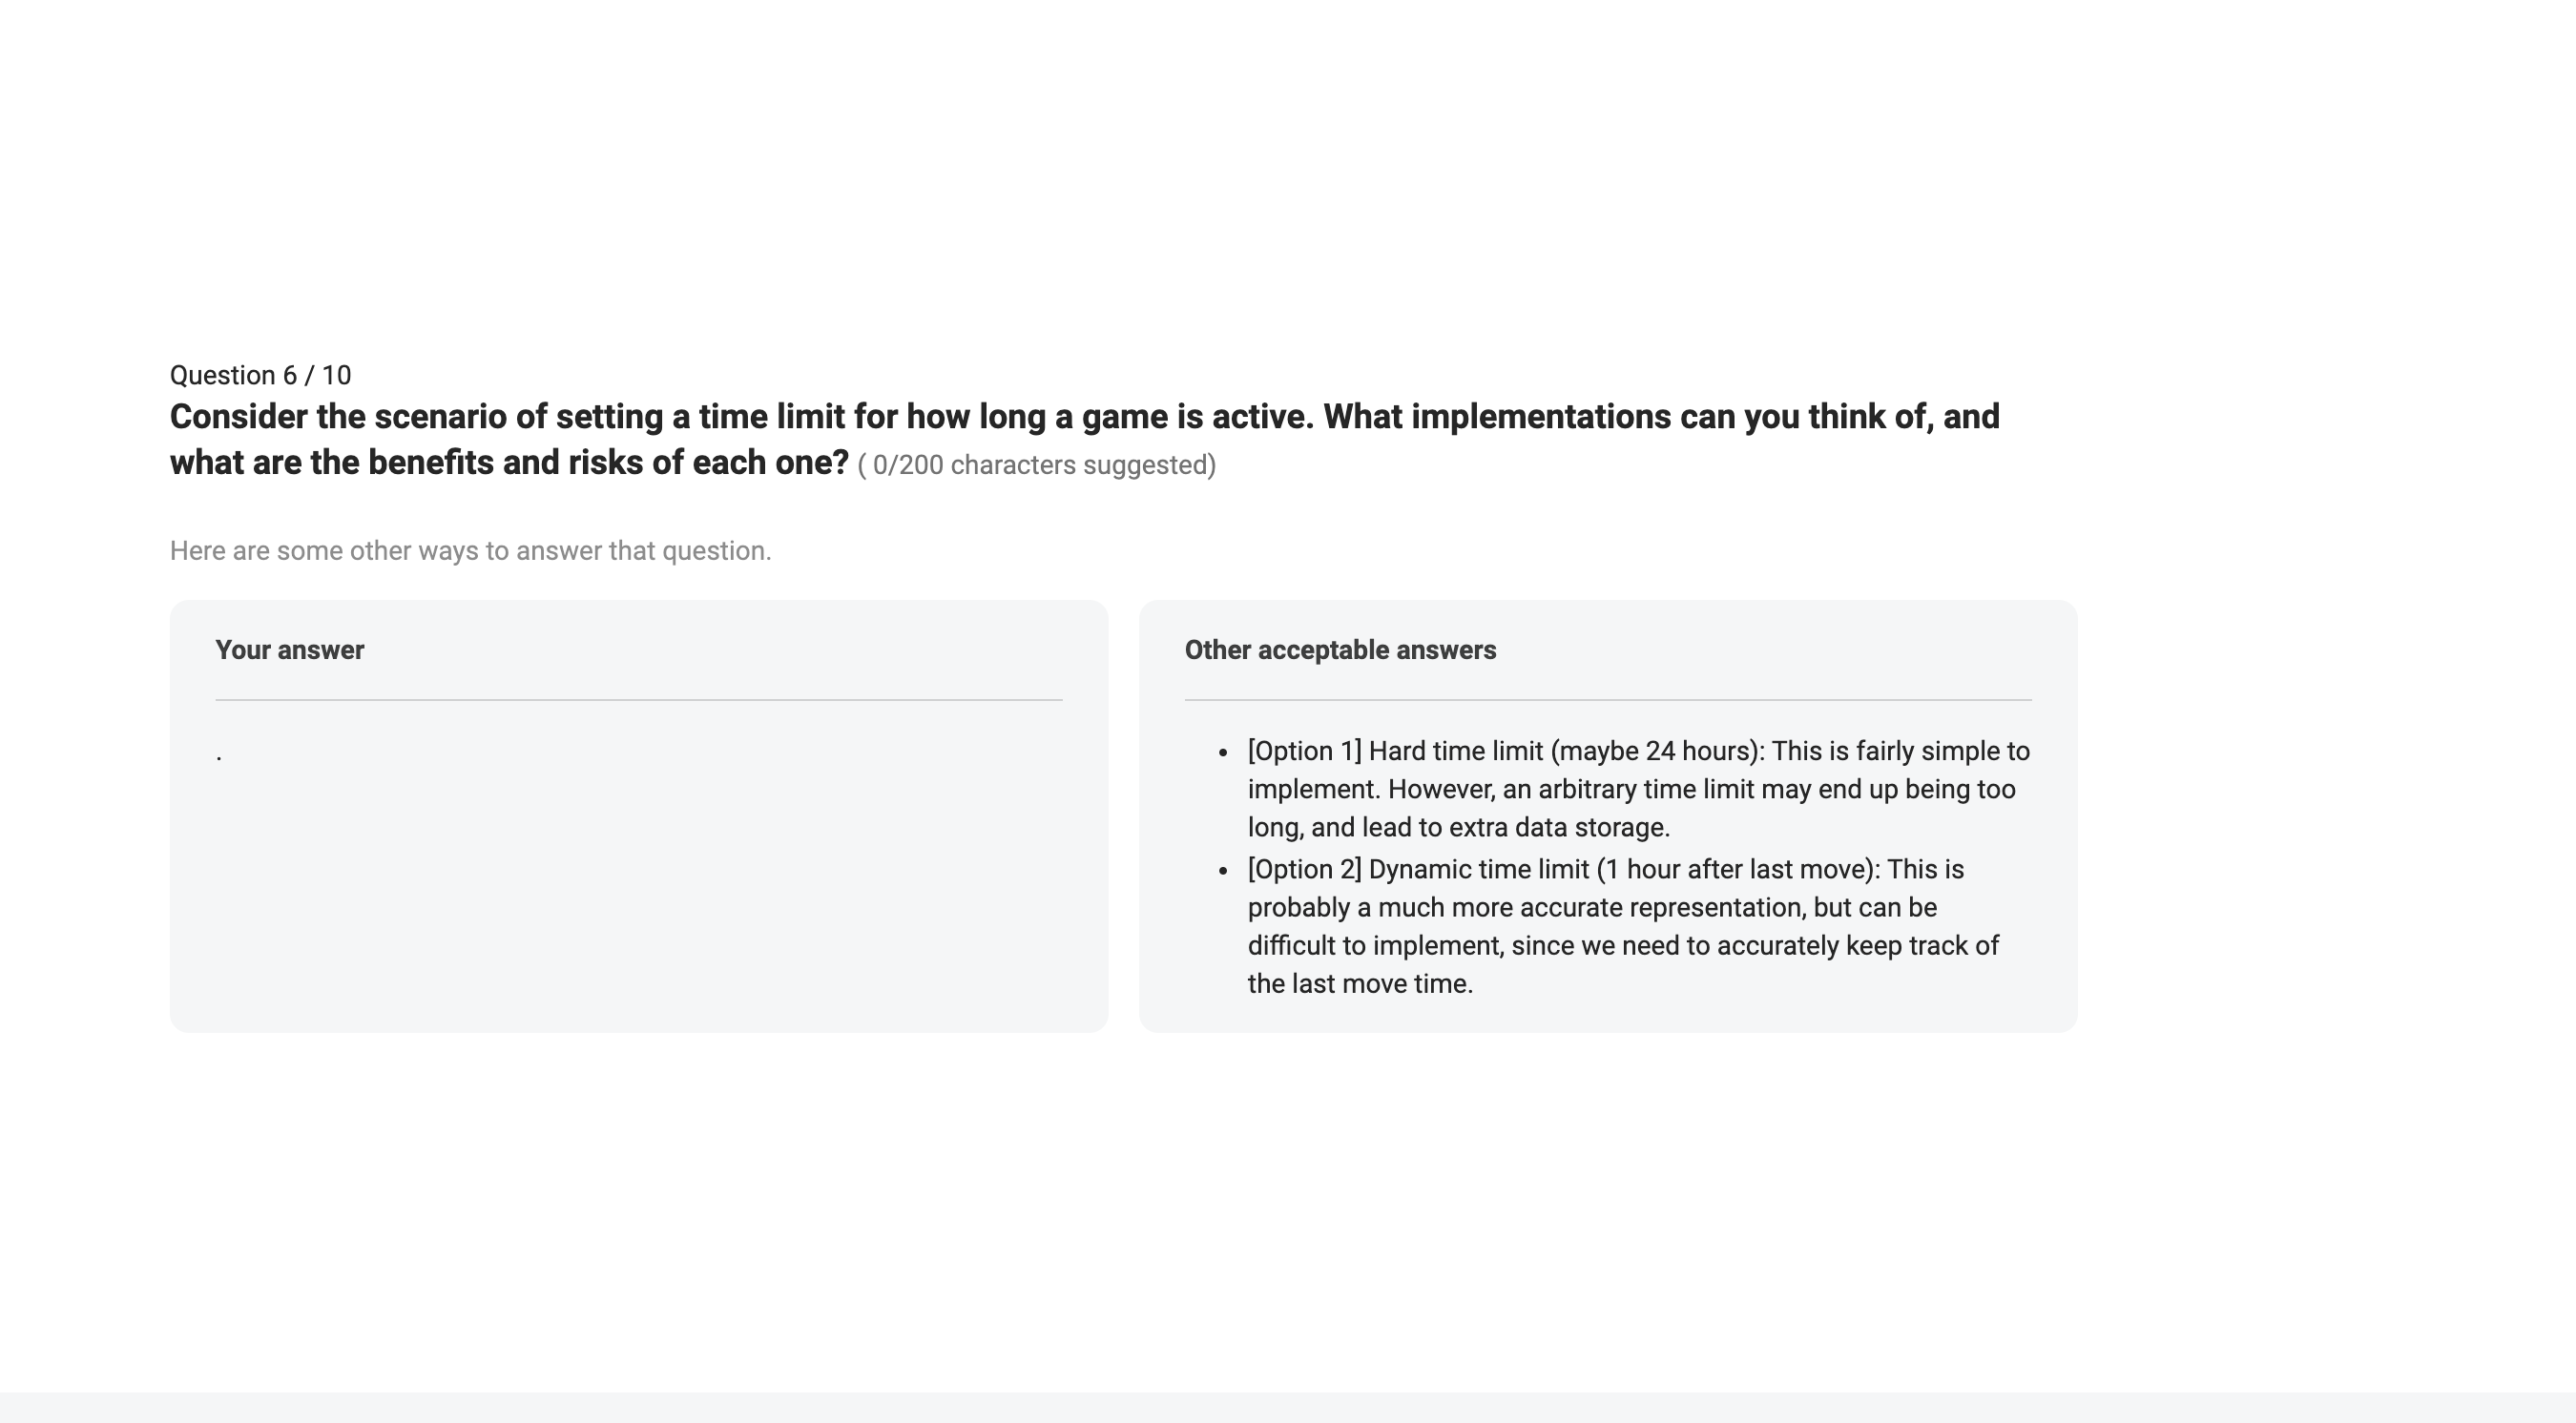 Question 6 / 10
Consider the scenario of setting a time limit for how long a game is active. What implementations can you think of, and
what are the benefits and risks of each one? ( 0/200 characters suggested)
Here are some other ways to answer that question.
Your answer
.
Other acceptable answers
• [Option 1] Hard time limit (maybe 24 hours): This is fairly simple to
implement. However, an arbitrary time limit may end up being too
long, and lead to extra data storage.
• [Option 2] Dynamic time limit (1 hour after last move): This is
probably a much more accurate representation, but can be
difficult to implement, since we need to accurately keep track of
the last move time.